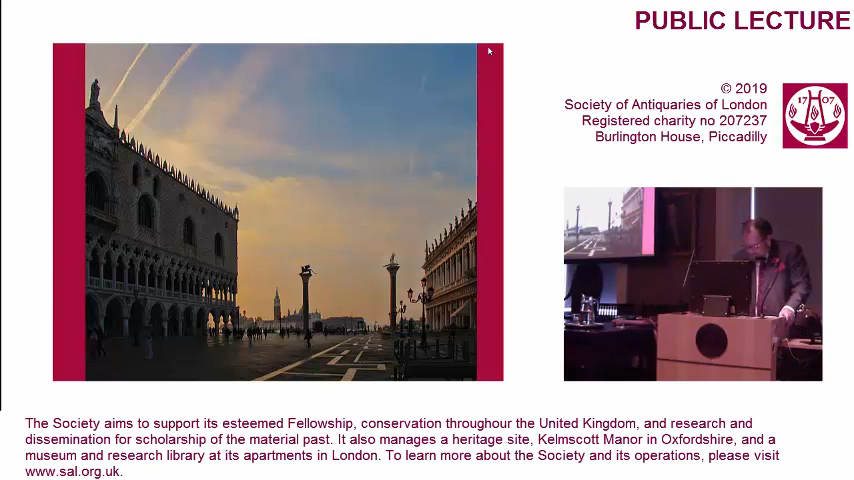 PUBLIC LECTURE
© 2019
Society of Antiquaries of London
Registered charity no 207237
Burlington House, Piccadilly
17 07
The Society aims to support its esteemed Fellowship, conservation throughour the United Kingdom, and research and
dissemination for scholarship of the material past. It also manages a heritage site, Kelmscott Manor in Oxfordshire, and a
museum and research library at its apartments in London. To learn more about the Society and its operations, please visit
www.sal.org.uk.